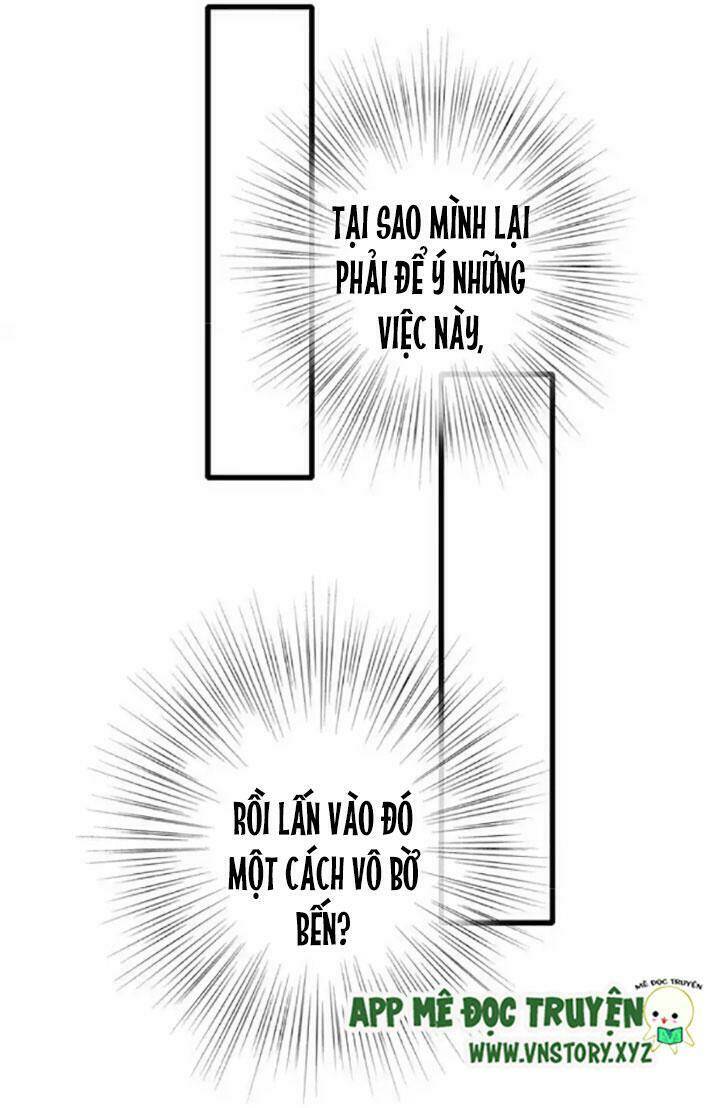 TẠI SAO MÌNH LẠI
PHẢI ĐỂ Ý NHỮNG
VIỆC NÀY,
RỒI LẤN VÀO ĐÓ
MỘT CÁCH VÔ BỜ
BẾN?
MÊ ĐỌC TRUYỆN
APP MÊ ĐỌC TRUYỆN
WWW.VNSTORY.XYZ